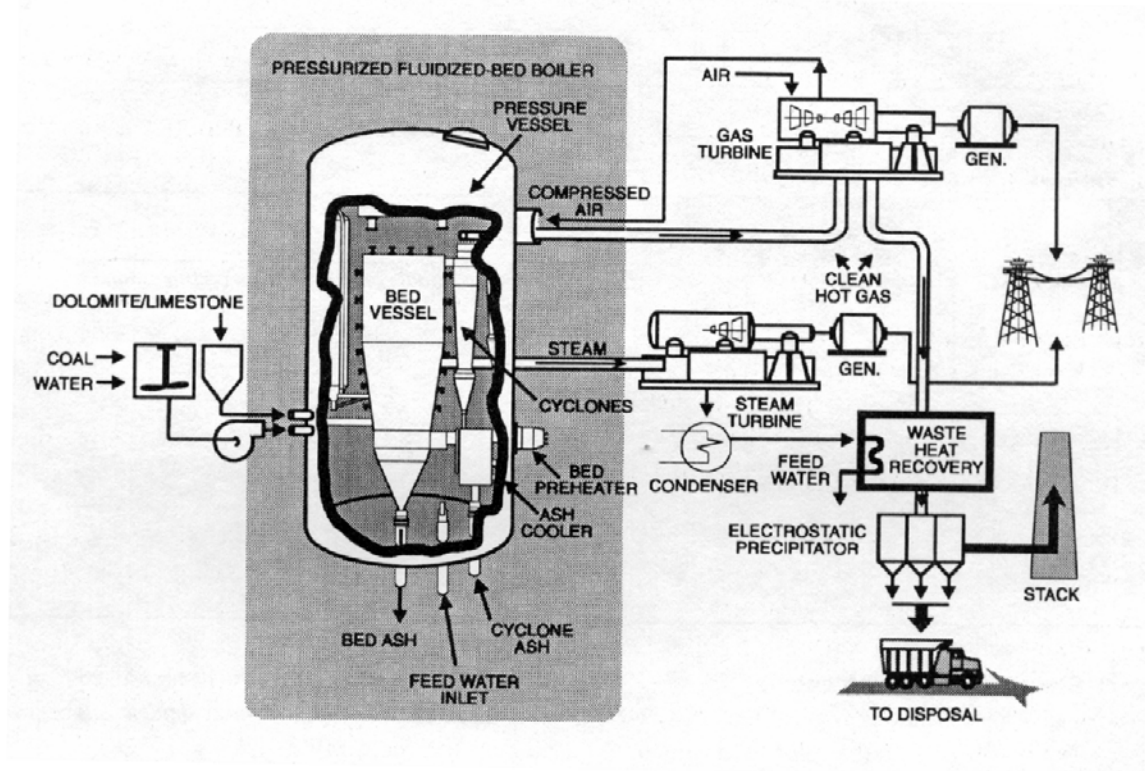 PRESSURIZED FLUIDIZED-BED BOILER
PRESSURE
VESSEL
AIR
GAS
TURBINE
GEN.
COMPRESSED
AIR
CLEAN
HOT GAS
DOLOMITE/LIMESTONE
BED
VESSEL
COAL
WATER
STEAM
GEN.
CYCLONES
STEAM
TURBINE
WASTE
HEAT
RECOVERY
FEED
WATER
CONDENSER
BED
PREHEATER
ASH
COOLER
ELECTROSTATIC
PRECIPITATOR
STACK
BED ASH
CYCLONE
ASH
FEED WATER
INLET
TO DISPOSAL